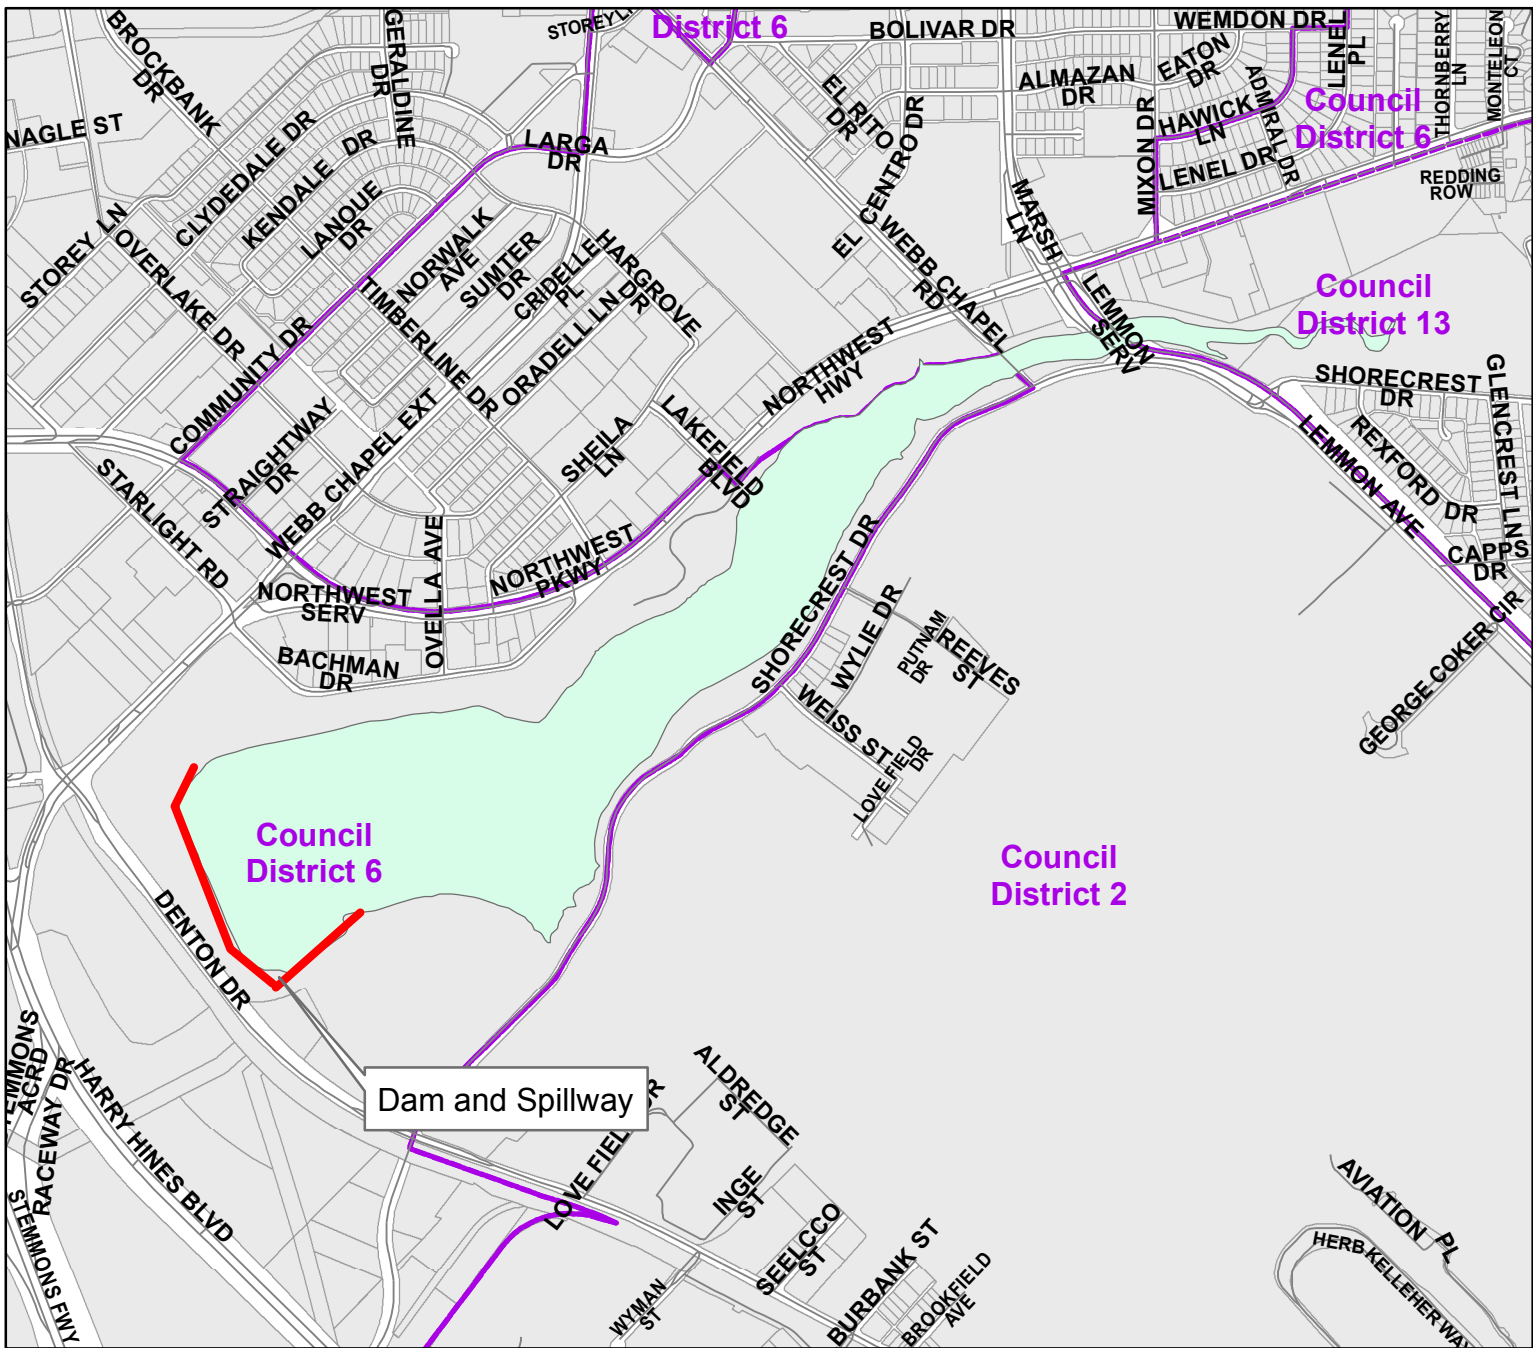 BROCKBANK
DR
GERALDINE
DR
STOREY LN
District 6
BOLIVAR DR
WEMDON DR
LENEL
PL
THORNBERRY
LN
MONTELEON
CT
EATON
DR
ALMAZAN
DR
EL RITO
DR
CENTRO DR
EL
MIXON DR
HAWICK
LN
ADMIRAL DR
LENEL DR
Council
District 6
REDDING
ROW
NAGLE ST
CLYDEDALE DR
KENDALE DR
LANOUE
DR
LARGA
DR
STOREY LN
OVERLAKE DR
NORWALK
AVE
SUMTER
DR
CRIDELLE
PL
HARGROVE
DR
TIMBERLINE DR
ORADELL LN
COMMUNITY DR
WEBB CHAPEL
RD
MARSH
LN
LEMMON
SERV
Council
District 13
NORTHWEST
HWY
SHORECREST
DR
GLENCREST LNS
REXFORD DR
LEMMON AVE
CAPPS
DR
GEORGE COKER CIR
STRAIGHTWAY
DR
WEBB CHAPEL EXT
SHEILA
LN
LAKEFIELD
BLVD
STARLIGHT RD
NORTHWEST
SERV
OVELLA AVE
NORTHWEST
PKWY
BACHMAN
DR
SHORECREST DR
WYLIE DR
PUTNAM
DR
REEVES
ST
WEISS ST
LOVE FIELD
DR
Council
District 6
Council
District 2
DENTON DR
Dam and Spillway
HARRY HINES BLVD
RACEWAY DR
ACRD
STEMMONS FWY
LOVE FIEL
ALDREDGE
ST
INGE
ST
SEELCCO
ST
WYMAN
ST
BURBANK ST
BROOKFIELD
AVE
AVIATION PL
HERB KELLEHER WAY